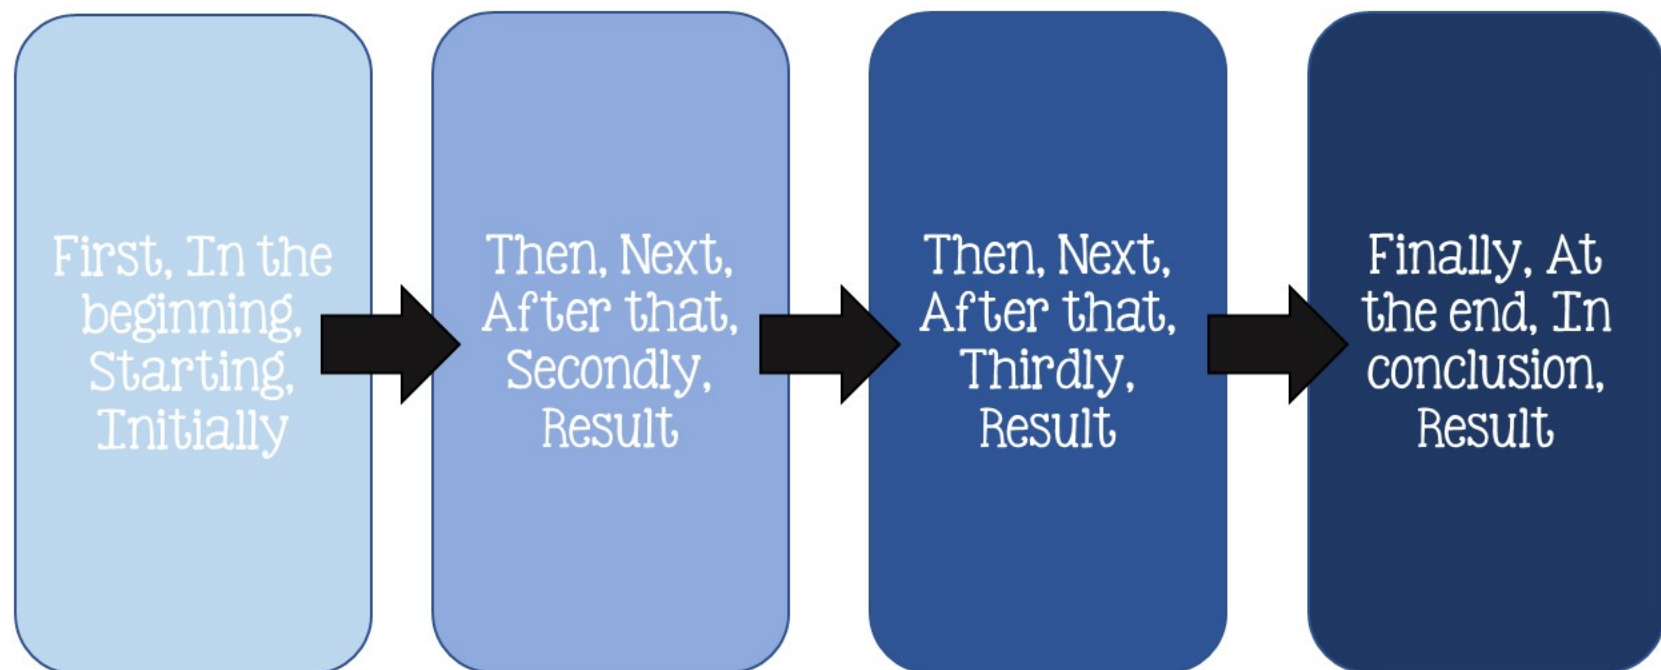 First, In the
beginning,
Starting,
Initially
Then, Next,
After that,
Secondly,
Result
Then, Next,
After that,
Thirdly,
Result
Finally, At
the end, In
conclusion,
Result